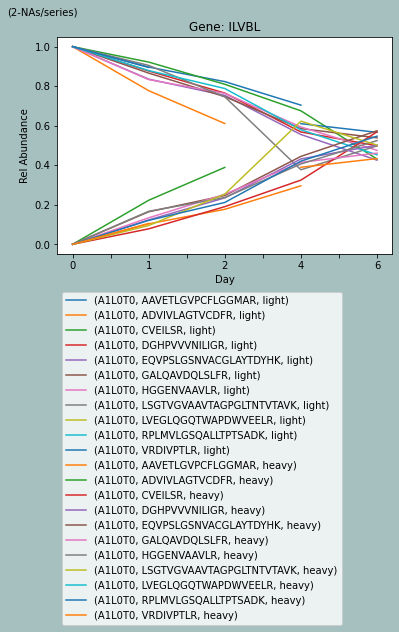 (2-NAs/series)
Gene: ILVBL
1.0
0.8
0.6
0.4
0.2
0.0
Rel Abundance
0 1 2 4 6
Day
(A1L0T0, AAVETLGVPCFLGGMAR, light)
(A1L0T0, ADVIVLAGTVCDFR, light)
(A1L0T0, CVEILSR, light)
(A1L0T0, DGHPVVVNILIGR, light)
(A1L0T0, EQVPSLGSNVACGLAYTDYHK, light)
(A1L0T0, GALQAVDQLSLFR, light)
(A1L0T0, HGGENVAAVLR, light)
(A1L0T0, LSGTVGVAAVTAGPGLTNTVTAVK, light)
(A1L0T0, LVEGLQGQTWAPDWVEELR, light)
(A1L0T0, RPLMVLGSQALLTPTSADK, light)
(A1L0T0, VRDIVPTLR, light)
(A1L0T0, AAVETLGVPCFLGGMAR, heavy)
(A1L0T0, ADVIVLAGTVCDFR, heavy)
(A1L0T0, CVEILSR, heavy)
(A1L0T0, DGHPVVVNILIGR, heavy)
(A1L0T0, EQVPSLGSNVACGLAYTDYHK, heavy)
(A1L0T0, GALQAVDQLSLFR, heavy)
(A1L0T0, HGGENVAAVLR, heavy)
(A1L0T0, LSGTVGVAAVTAGPGLTNTVTAVK, heavy)
(A1L0T0, LVEGLQGQTWAPDWVEELR, heavy)
(A1L0T0, RPLMVLGSQALLTPTSADK, heavy)
(A1L0T0, VRDIVPTLR, heavy)